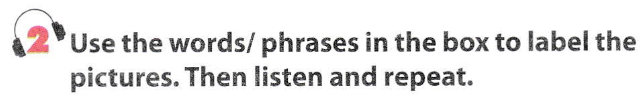 2 Use the words/ phrases in the box to label the
pictures. Then listen and repeat.